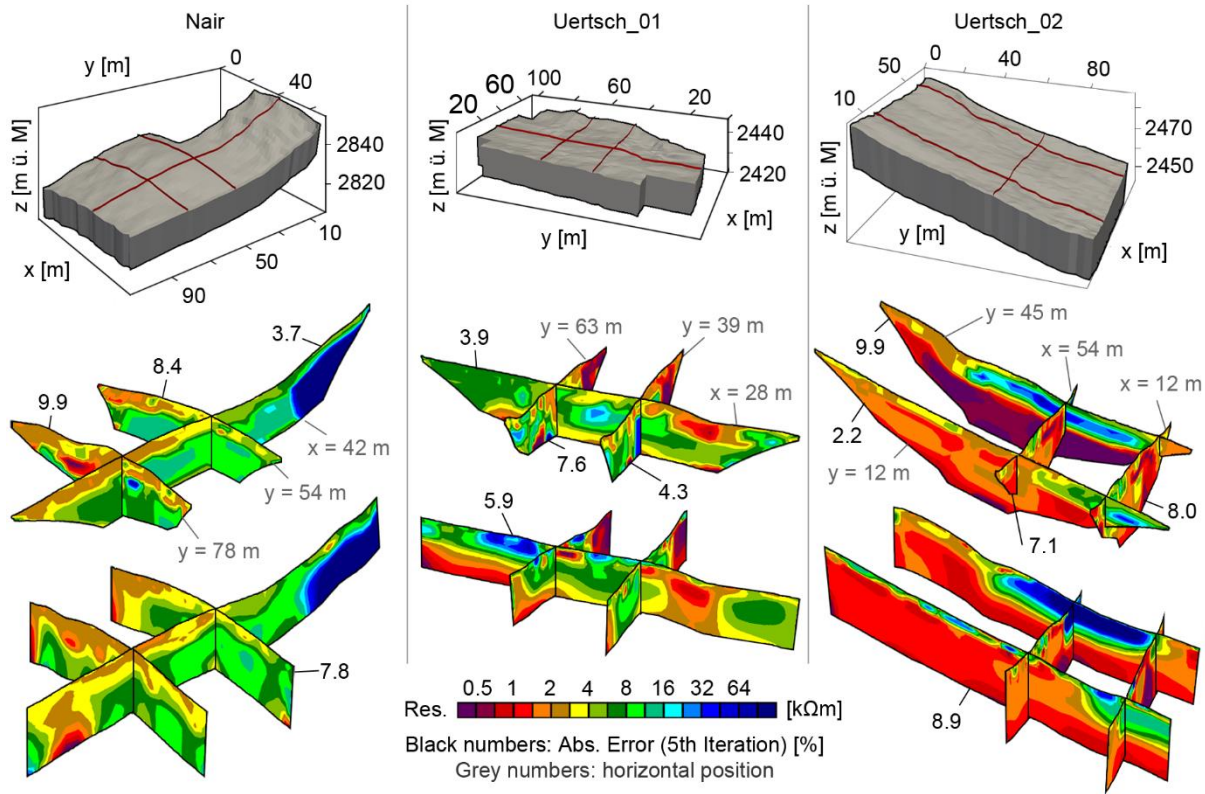 Nair
Uertsch_01
Uertsch_02
y [m]
0
40
2840
2820
z [m ü. M]
x [m]
10
50
90
20
60
100
60
20
2440
2420
z [m ü. M]
x [m]
y [m]
10
50
0
40
80
2470
2450
z [m ü. M]
y [m]
x [m]
3.7
8.4
9.9
x = 42 m
y = 54 m
y = 78 m
7.8
3.9
y = 63 m
y = 39 m
x = 28 m
7.6
4.3
5.9
9.9
y = 45 m
x = 54 m
x = 12 m
2.2
y = 12 m
8.0
7.1
8.9
Res. 0.5 1 2 4 8 16 32 64 [kΩm]
Black numbers: Abs. Error (5th Iteration) [%]
Grey numbers: horizontal position